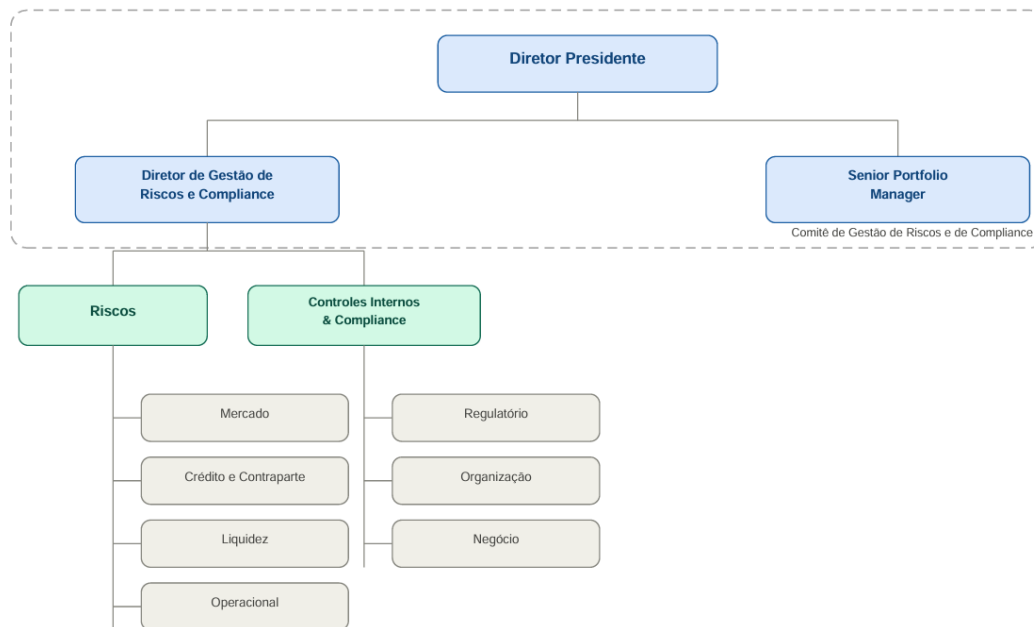 Diretor Presidente
Diretor de Gestão de
Riscos e Compliance
Senior Portfolio
Manager
Comitê de Gestão de Riscos e de Compliance
Riscos
Controles Internos
& Compliance
Mercado
Regulatório
Crédito e Contraparte
Organização
Liquidez
Negócio
Operacional